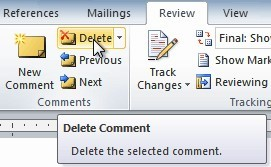 References Mailings Review View
New Comment
Delete
Previous
Next
Comments
Track Changes
Final: Sho
Show Mark
Reviewing
Tracking
Delete Comment
Delete the selected comment.